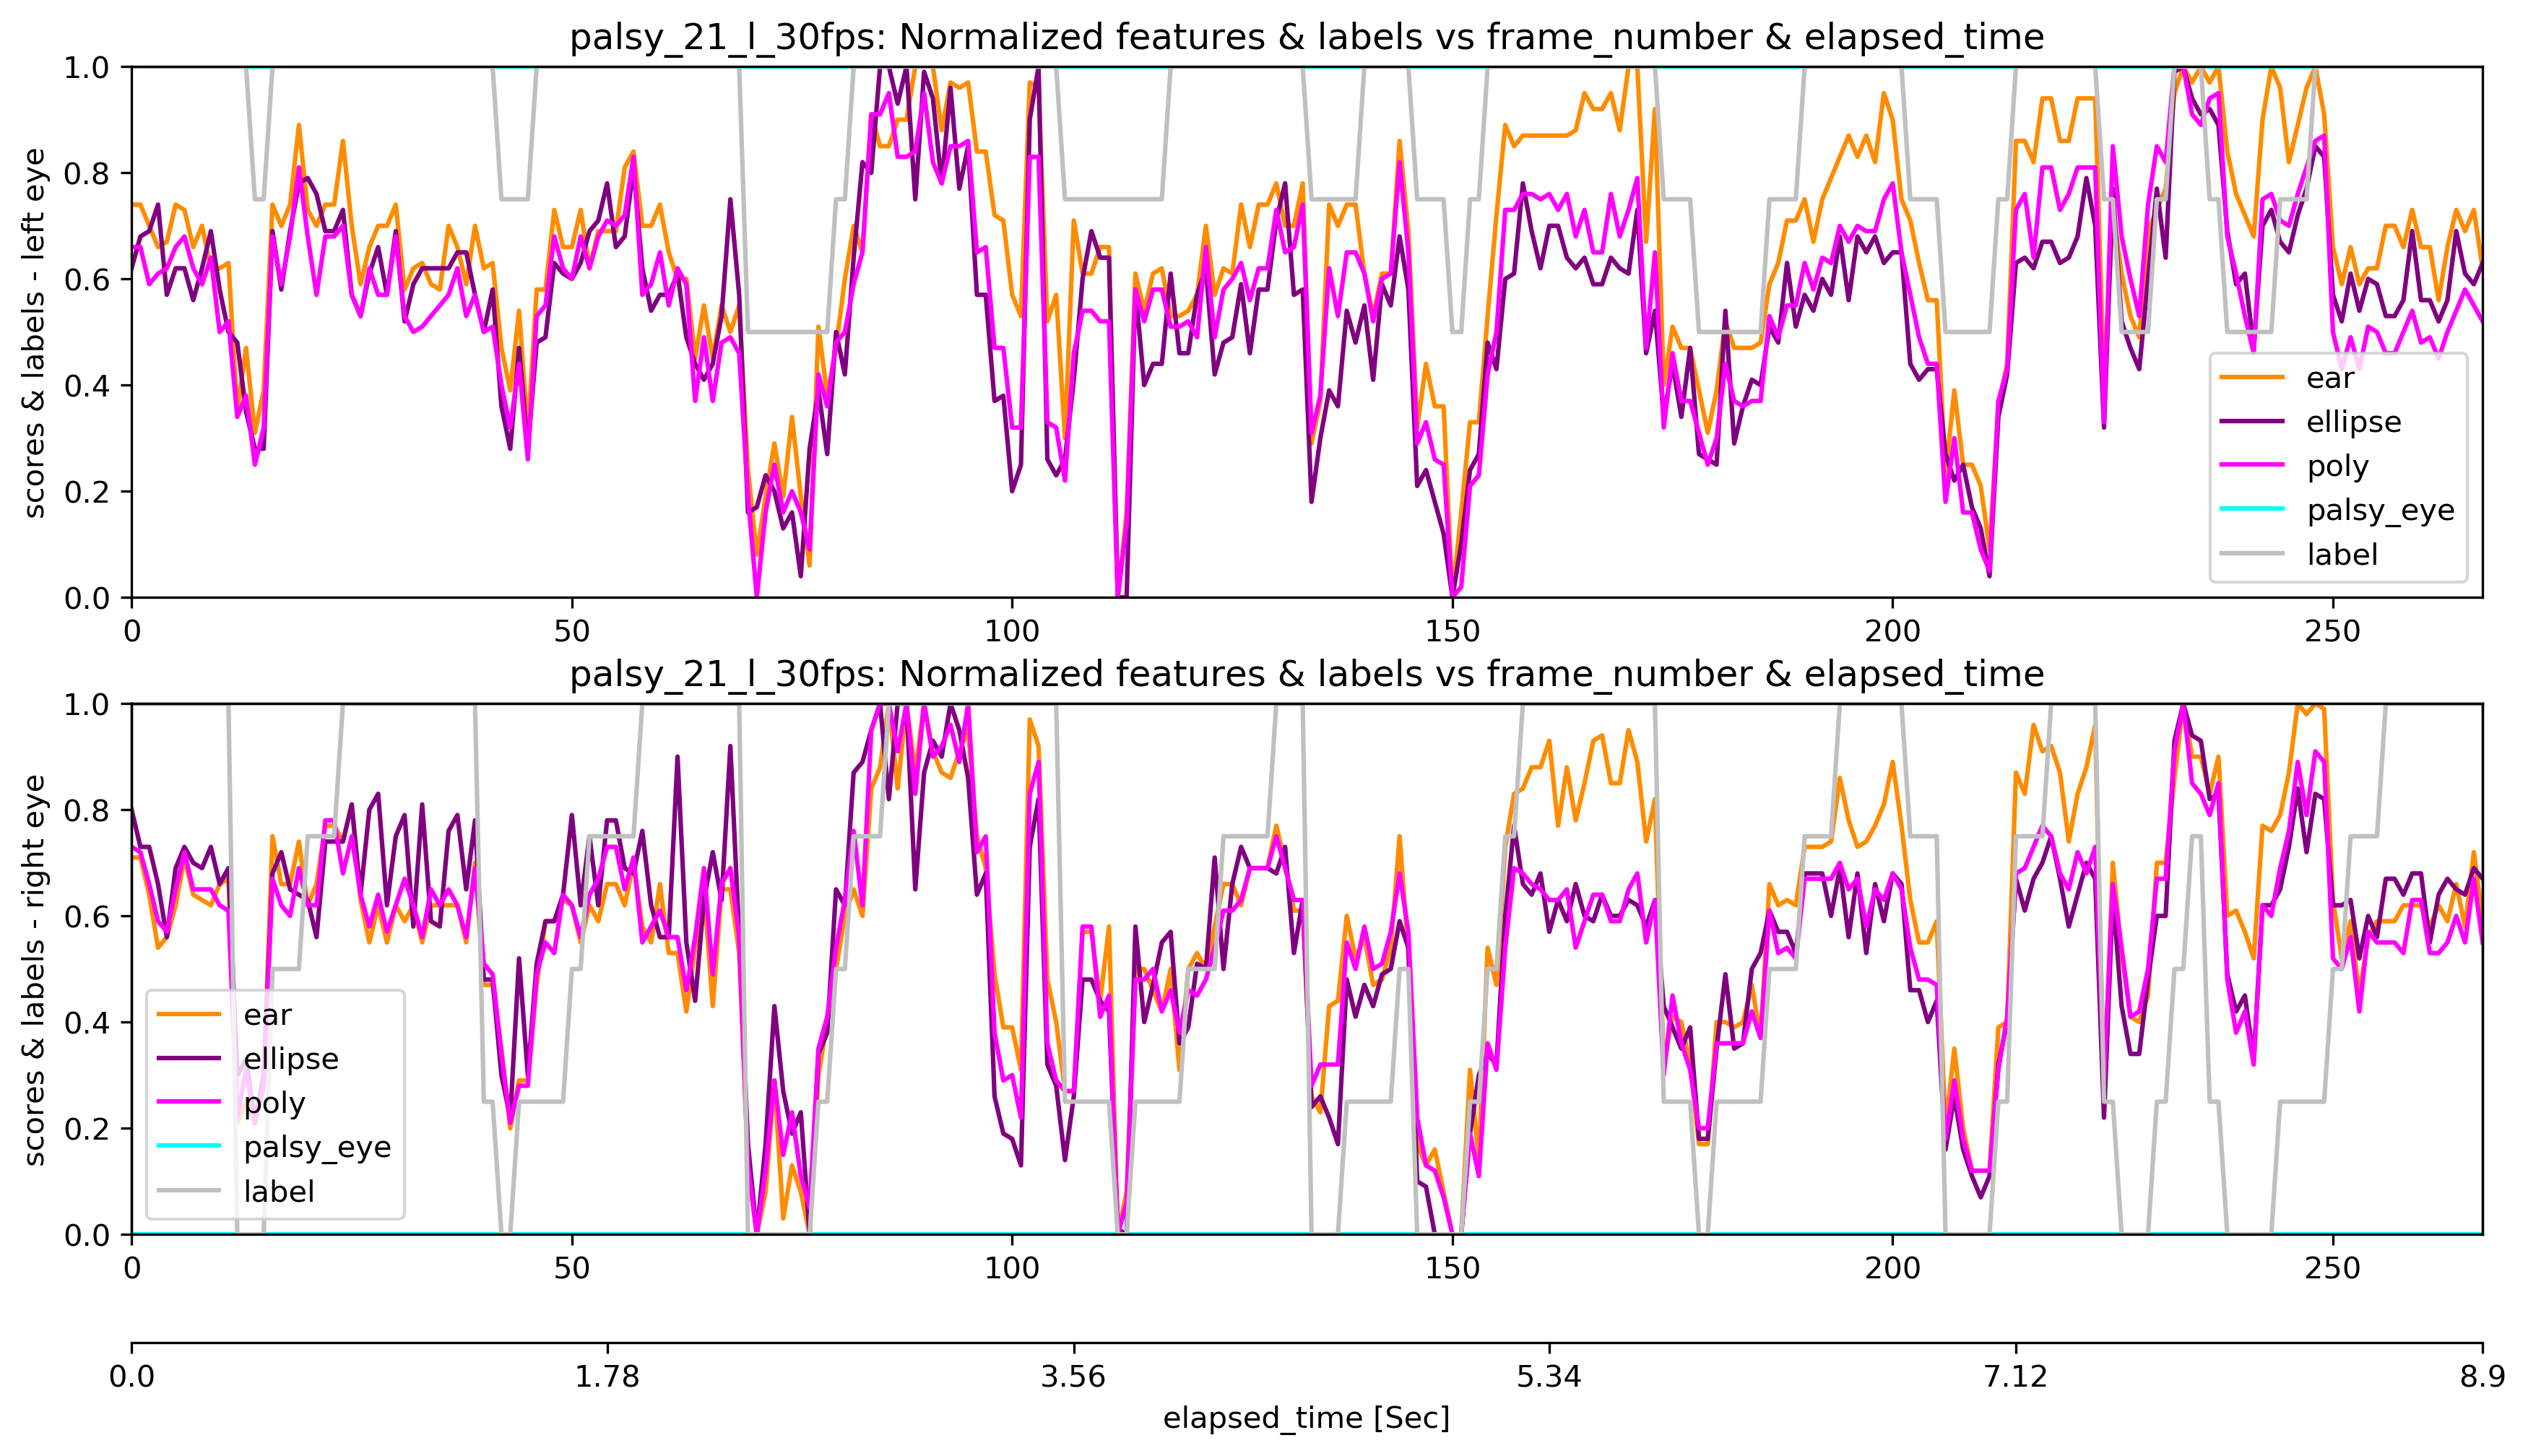 palsy_21_l_30fps: Normalized features & labels vs frame_number & elapsed_time
scores & labels - left eye
1.0
0.8
0.6
0.4
0.2
0.0
0 50 100 150 200 250
ear
ellipse
poly
palsy_eye
label
palsy_21_l_30fps: Normalized features & labels vs frame_number & elapsed_time
scores & labels - right eye
1.0
0.8
0.6
0.4
0.2
0.0
0 50 100 150 200 250
ear
ellipse
poly
palsy_eye
label
0.0 1.78 3.56 5.34 7.12 8.9
elapsed_time [Sec]